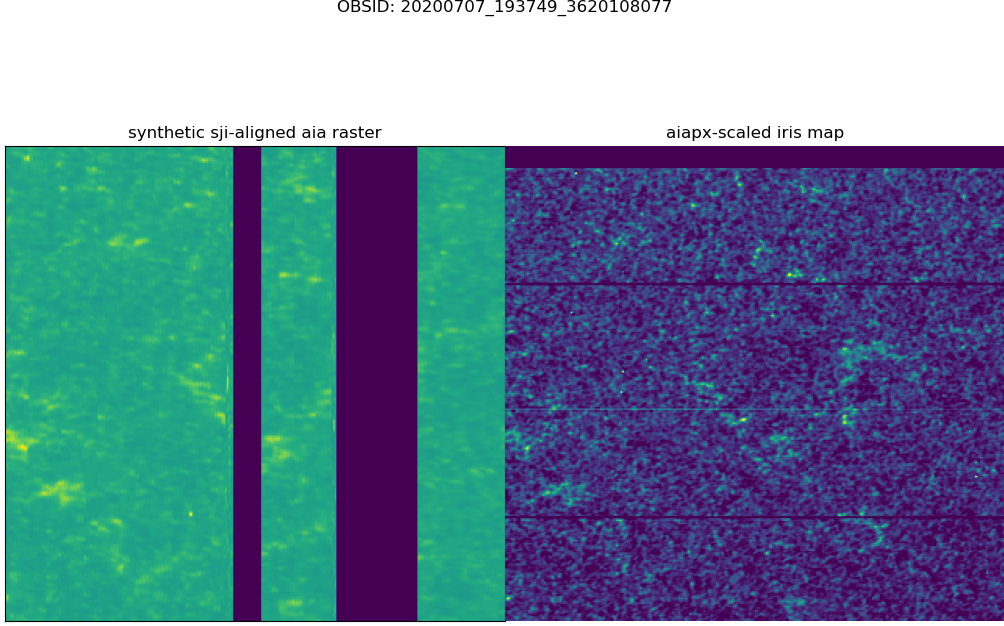 OBSID: 20200707_193749_3620108077
synthetic sji-aligned aia raster
aiapx-scaled iris map